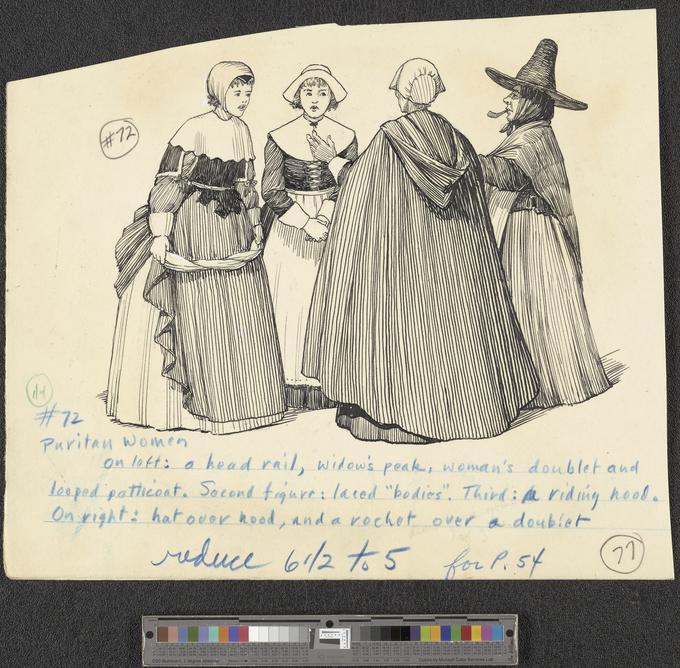 #72
#72
Puritan Women
On left: a head rail, widow's peak, woman's doublet and
looped petticoat. Second figure: laced "bodies". Third: a riding hood.
On right: hat over hood, and a rochet over a doublet
reduce 6 1/2 to 5 for P. 54
77